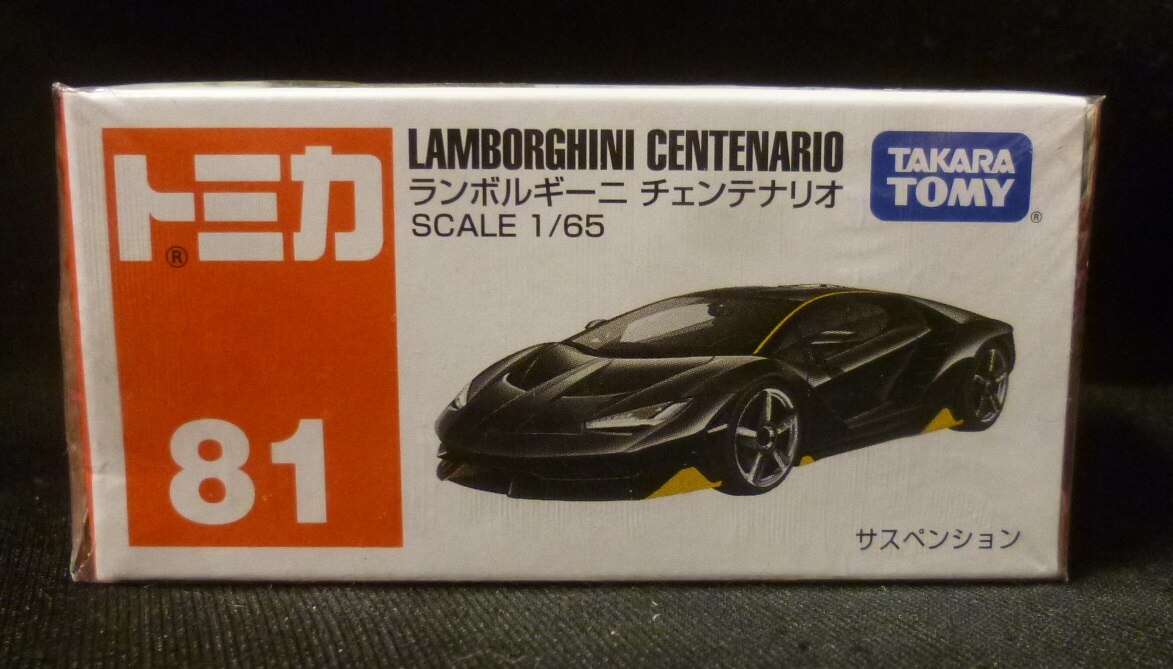 トミカ
®
81
LAMBORGHINI CENTENARIO
ランボルギーニ チェンテナリオ
SCALE 1/65
TAKARA
TOMY
®
サスペンション